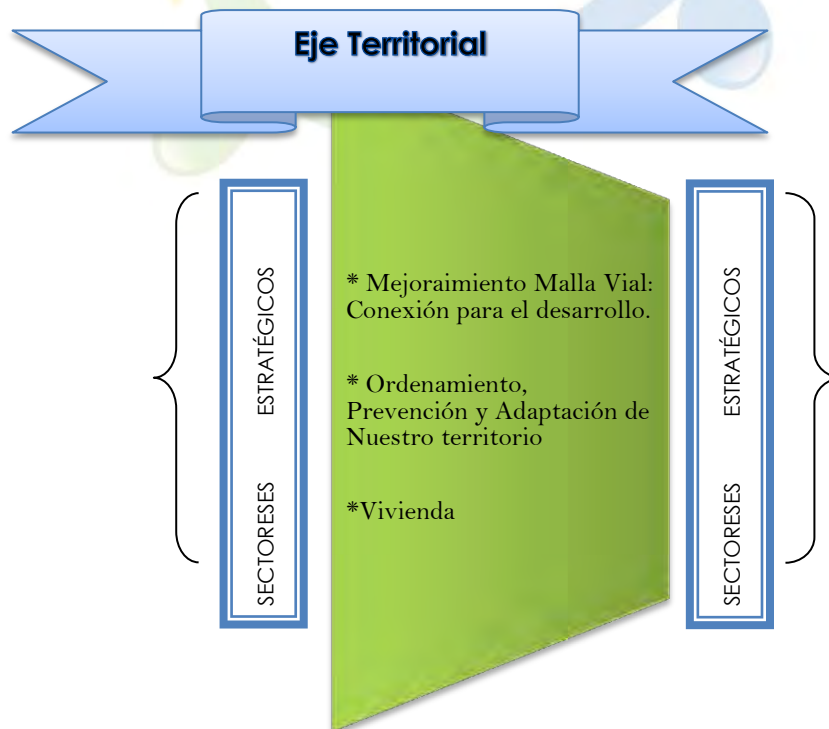 Eje Territorial
SECTORESES ESTRATÉGICOS
* Mejoraimiento Malla Vial:
Conexión para el desarrollo.
* Ordenamiento,
Prevención y Adaptación de
Nuestro territorio
*Vivienda
SECTORESES ESTRATÉGICOS